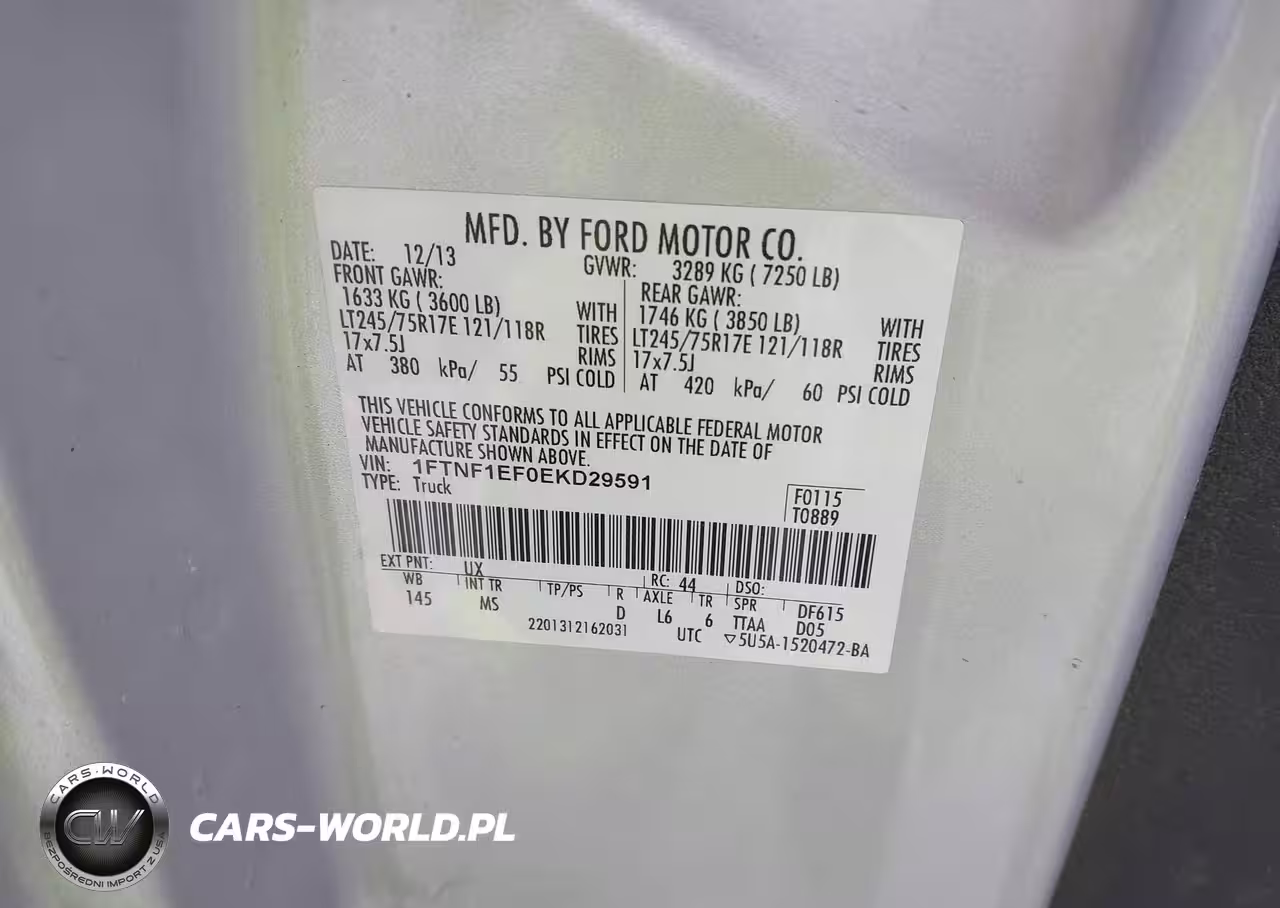 MFD. BY FORD MOTOR CO.
DATE: 12/13
GVWR: 3289 KG ( 7250 LB)
FRONT GAWR:
1633 KG ( 3600 LB) WITH
LT245/75R17E 121/118R TIRES
17x7.5J RIMS
AT 380 kPa/ 55 PSI COLD
REAR GAWR:
1746 KG ( 3850 LB) WITH
LT245/75R17E 121/118R TIRES
17x7.5J RIMS
AT 420 kPa/ 60 PSI COLD
THIS VEHICLE CONFORMS TO ALL APPLICABLE FEDERAL MOTOR
VEHICLE SAFETY STANDARDS IN EFFECT ON THE DATE OF
MANUFACTURE SHOWN ABOVE.
VIN: 1FTNF1EF0EKD29591
TYPE: Truck
F0115
T0889
EXT PNT: UX RC: 44 DSO:
WB INT TR TP/PS R AXLE TR SPR DF615
145 MS D L6 6 TTAA D05
2201312162031 UTC ▽5U5A-1520472-BA
CARS-WORLD
CW
BEZPOŚREDNI IMPORT Z USA
CARS-WORLD.PL